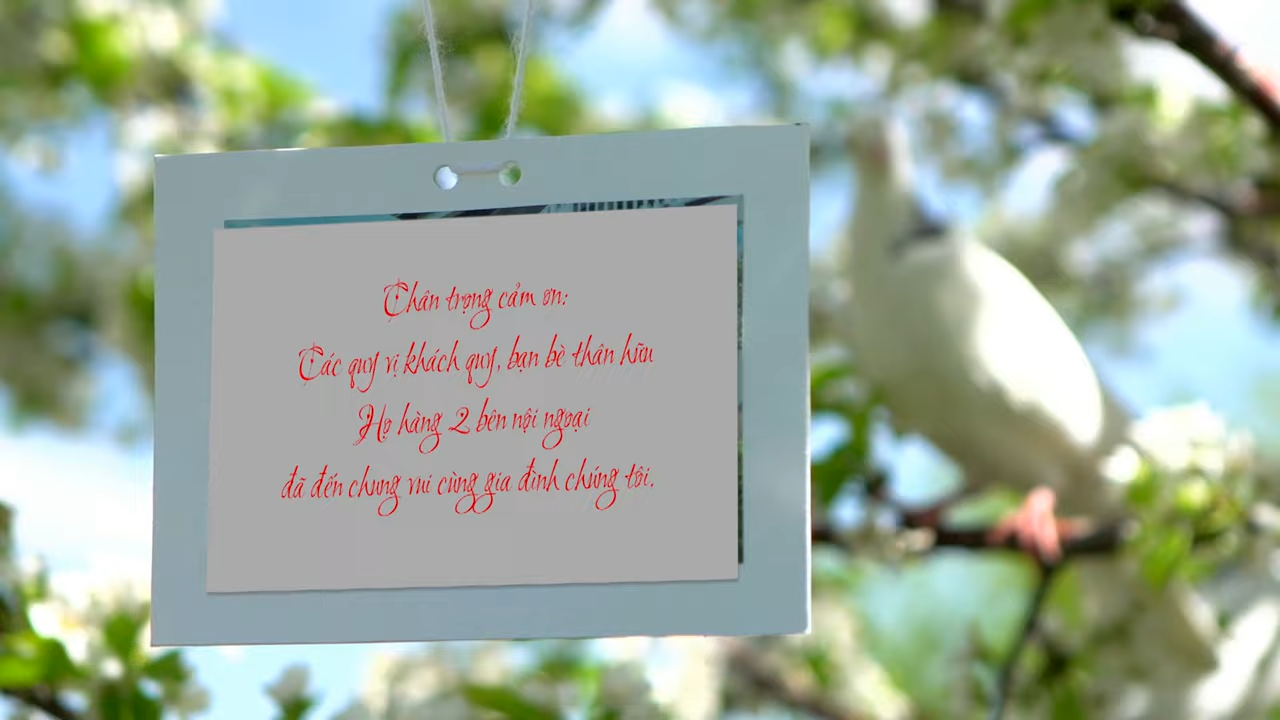 Chân trọng cảm ơn:
Các quý vị khách quý, bạn bè thân hữu
Họ hàng 2 bên nội ngoại
đã đến chung vui cùng gia đình chúng tôi.